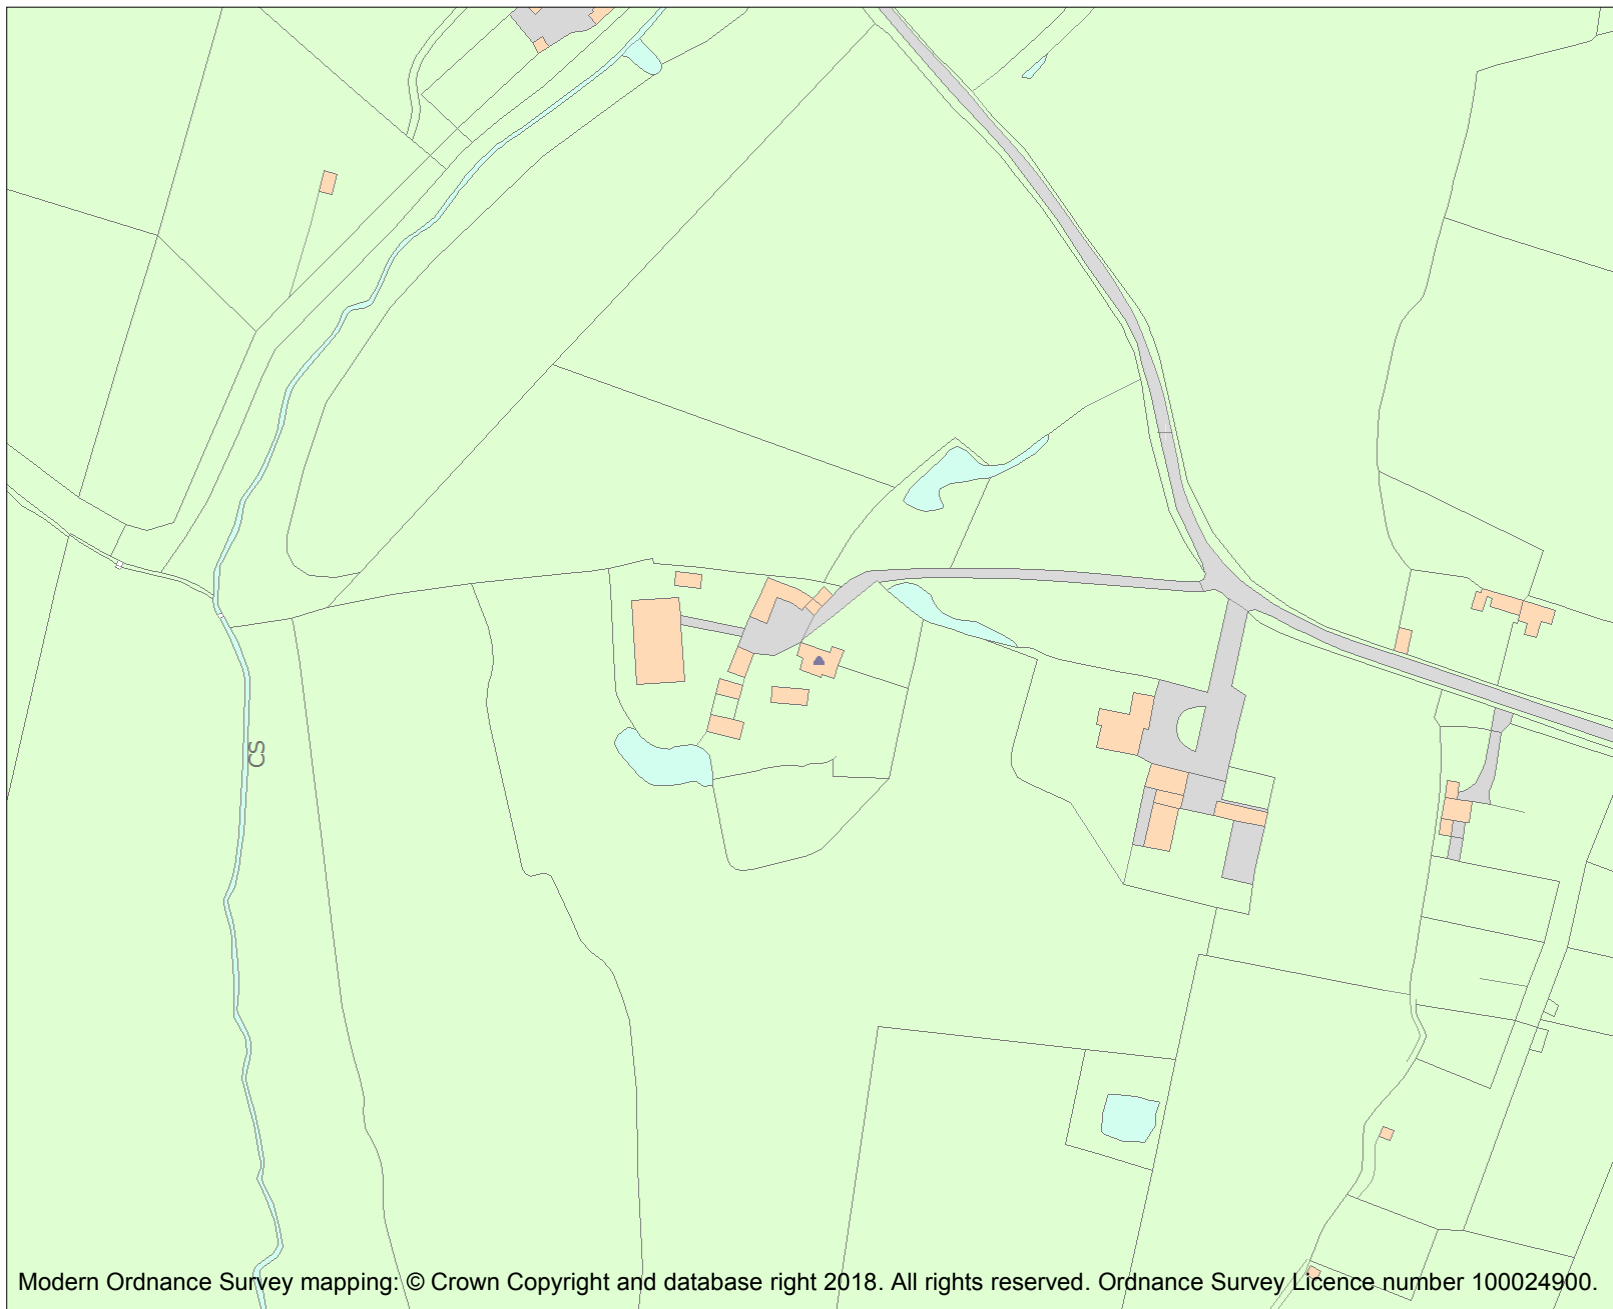 CS
Modern Ordnance Survey mapping: © Crown Copyright and database right 2018. All rights reserved. Ordnance Survey Licence number 100024900.